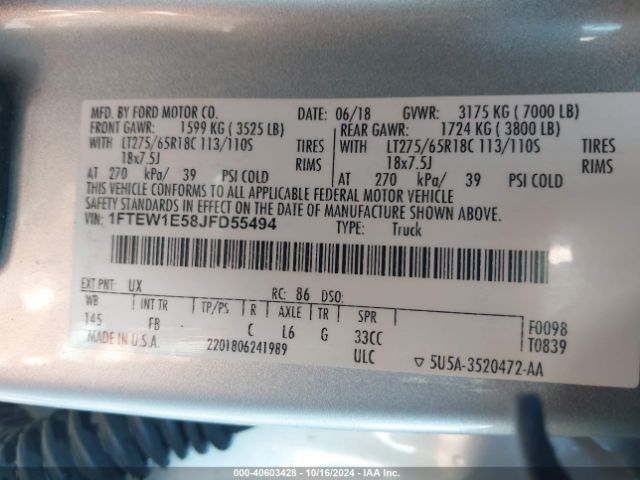 MFD. BY FORD MOTOR CO. DATE: 06/18 GVWR: 3175 KG ( 7000 LB)
FRONT GAWR: 1599 KG ( 3525 LB) REAR GAWR: 1724 KG ( 3800 LB)
WITH LT275/65R18C 113/110S TIRES WITH LT275/65R18C 113/110S TIRES
18x7.5J RIMS 18x7.5J RIMS
AT 270 kPa/ 39 PSI COLD AT 270 kPa/ 39 PSI COLD
THIS VEHICLE CONFORMS TO ALL APPLICABLE FEDERAL MOTOR VEHICLE
SAFETY STANDARDS IN EFFECT ON THE DATE OF MANUFACTURE SHOWN ABOVE.
VIN: 1FTEW1E58JFD55494 TYPE: Truck
EXT PNT: UX RC: 86 DSO:
WB INT TR TP/PS R AXLE TR SPR
145 FB C L6 G 33CC F0098
MADE IN U.S.A. 2201806241989 ULC T0839
▽ 5U5A-3520472-AA
000-40603428 - 10/16/2024 - IAA Inc.